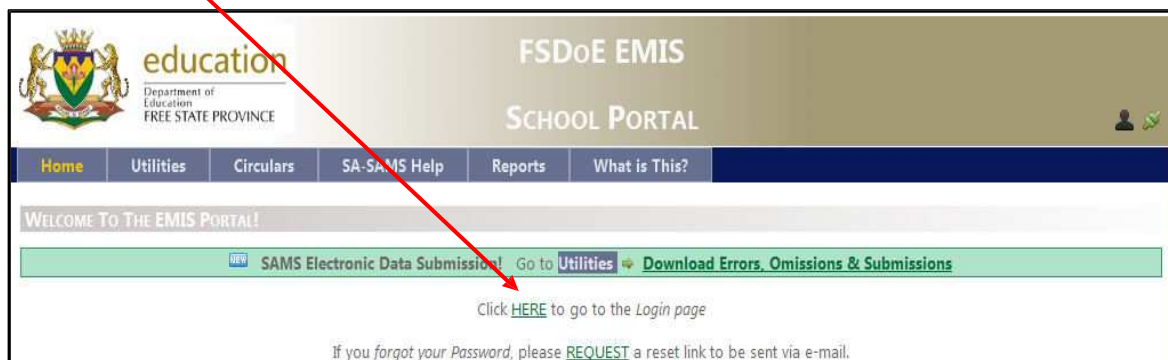 education
Department of
Education
FREE STATE PROVINCE
FSDoE EMIS
School Portal
Home Utilities Circulars SA-SAMS Help Reports What is This?
Welcome To The EMIS Portal!
NEW SAMS Electronic Data Submission! Go to Utilities Download Errors, Omissions & Submissions
Click HERE to go to the Login page
If you forgot your Password, please REQUEST a reset link to be sent via e-mail.